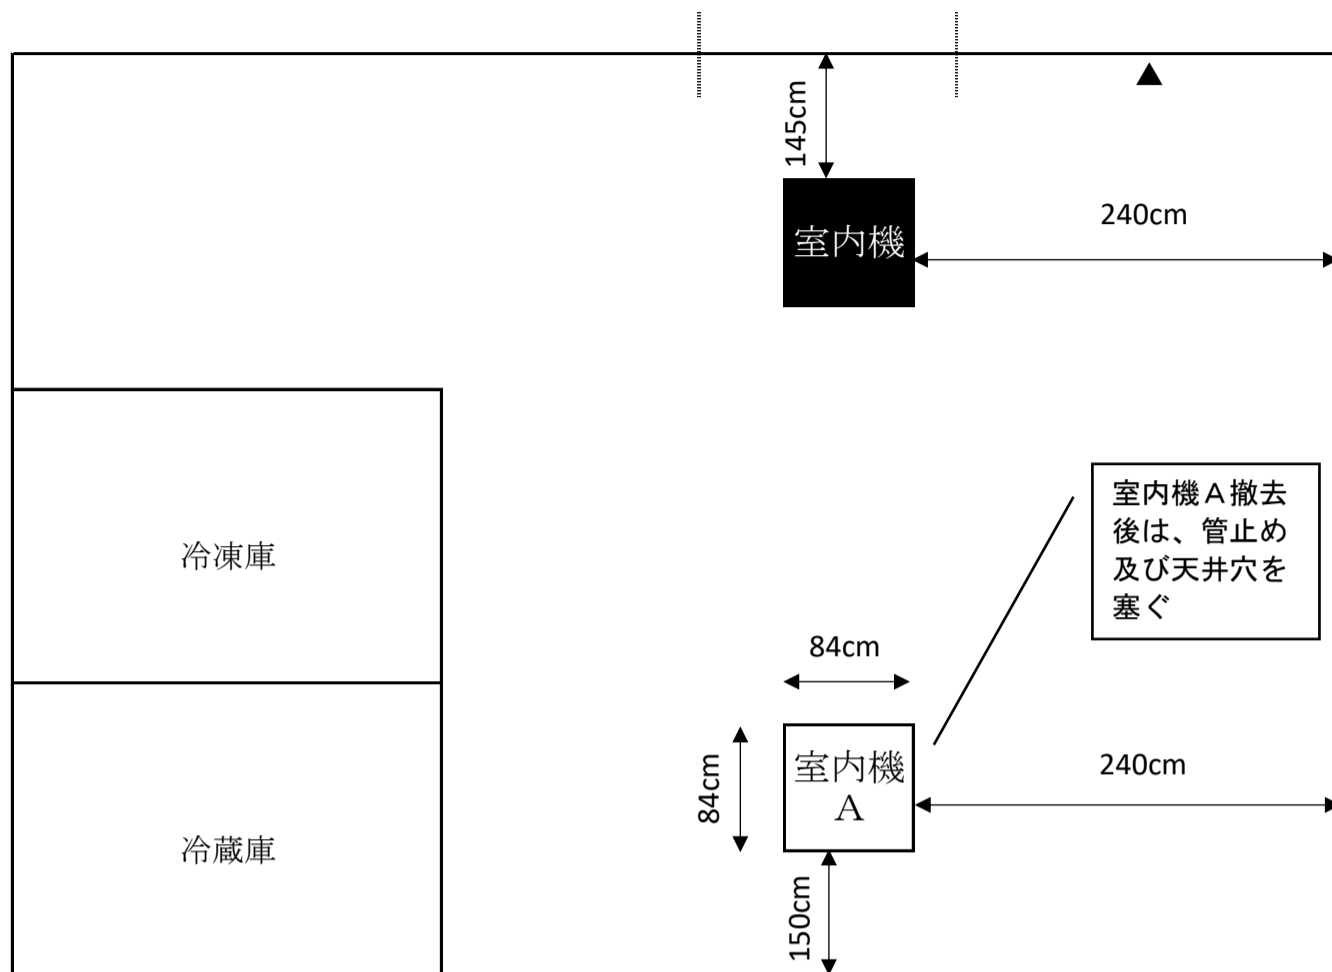 145cm
室内機
240cm
冷凍庫
室内機A撤去
後は、管止め
及び天井穴を
塞ぐ
84cm
84cm
室内機
A
240cm
冷蔵庫
150cm